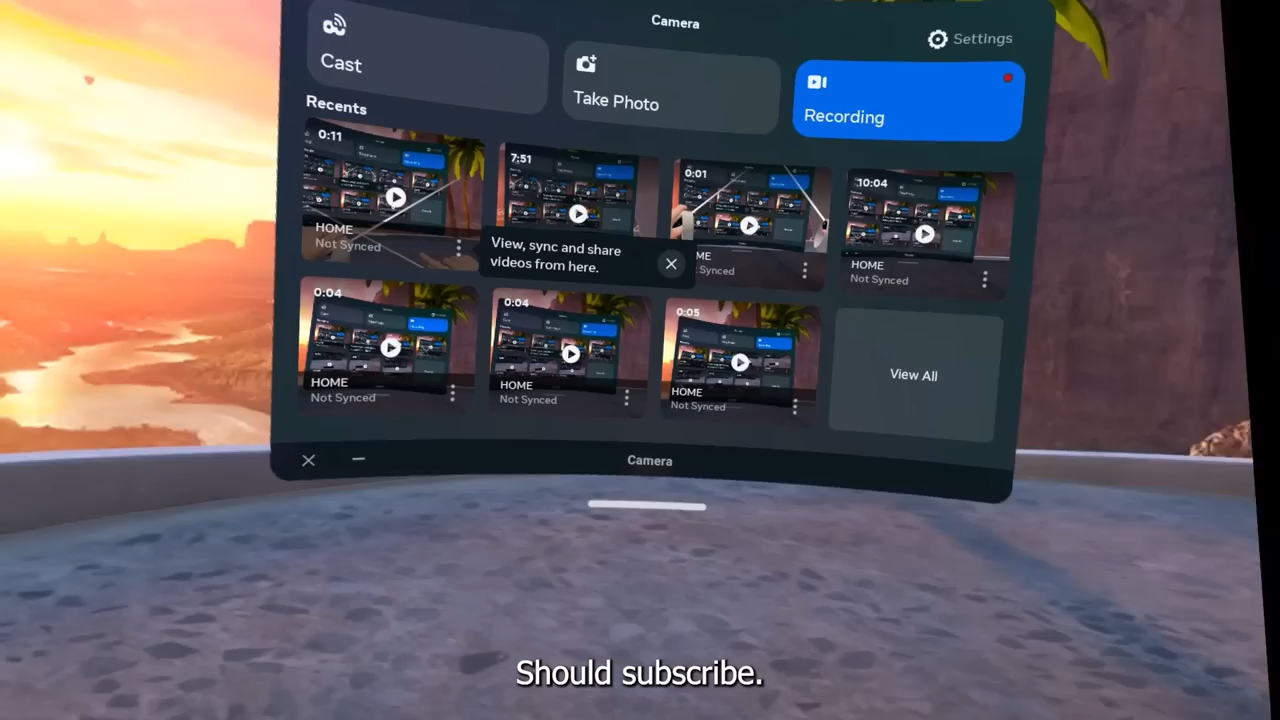 Camera
Settings
Cast
Take Photo
Recording
Recents
0:11
HOME
Not Synced
7:51
View, sync and share
videos from here.
0:01
ME
Synced
10:04
HOME
Not Synced
0:04
HOME
Not Synced
0:04
HOME
Not Synced
0:05
HOME
Not Synced
View All
Camera
Should subscribe.